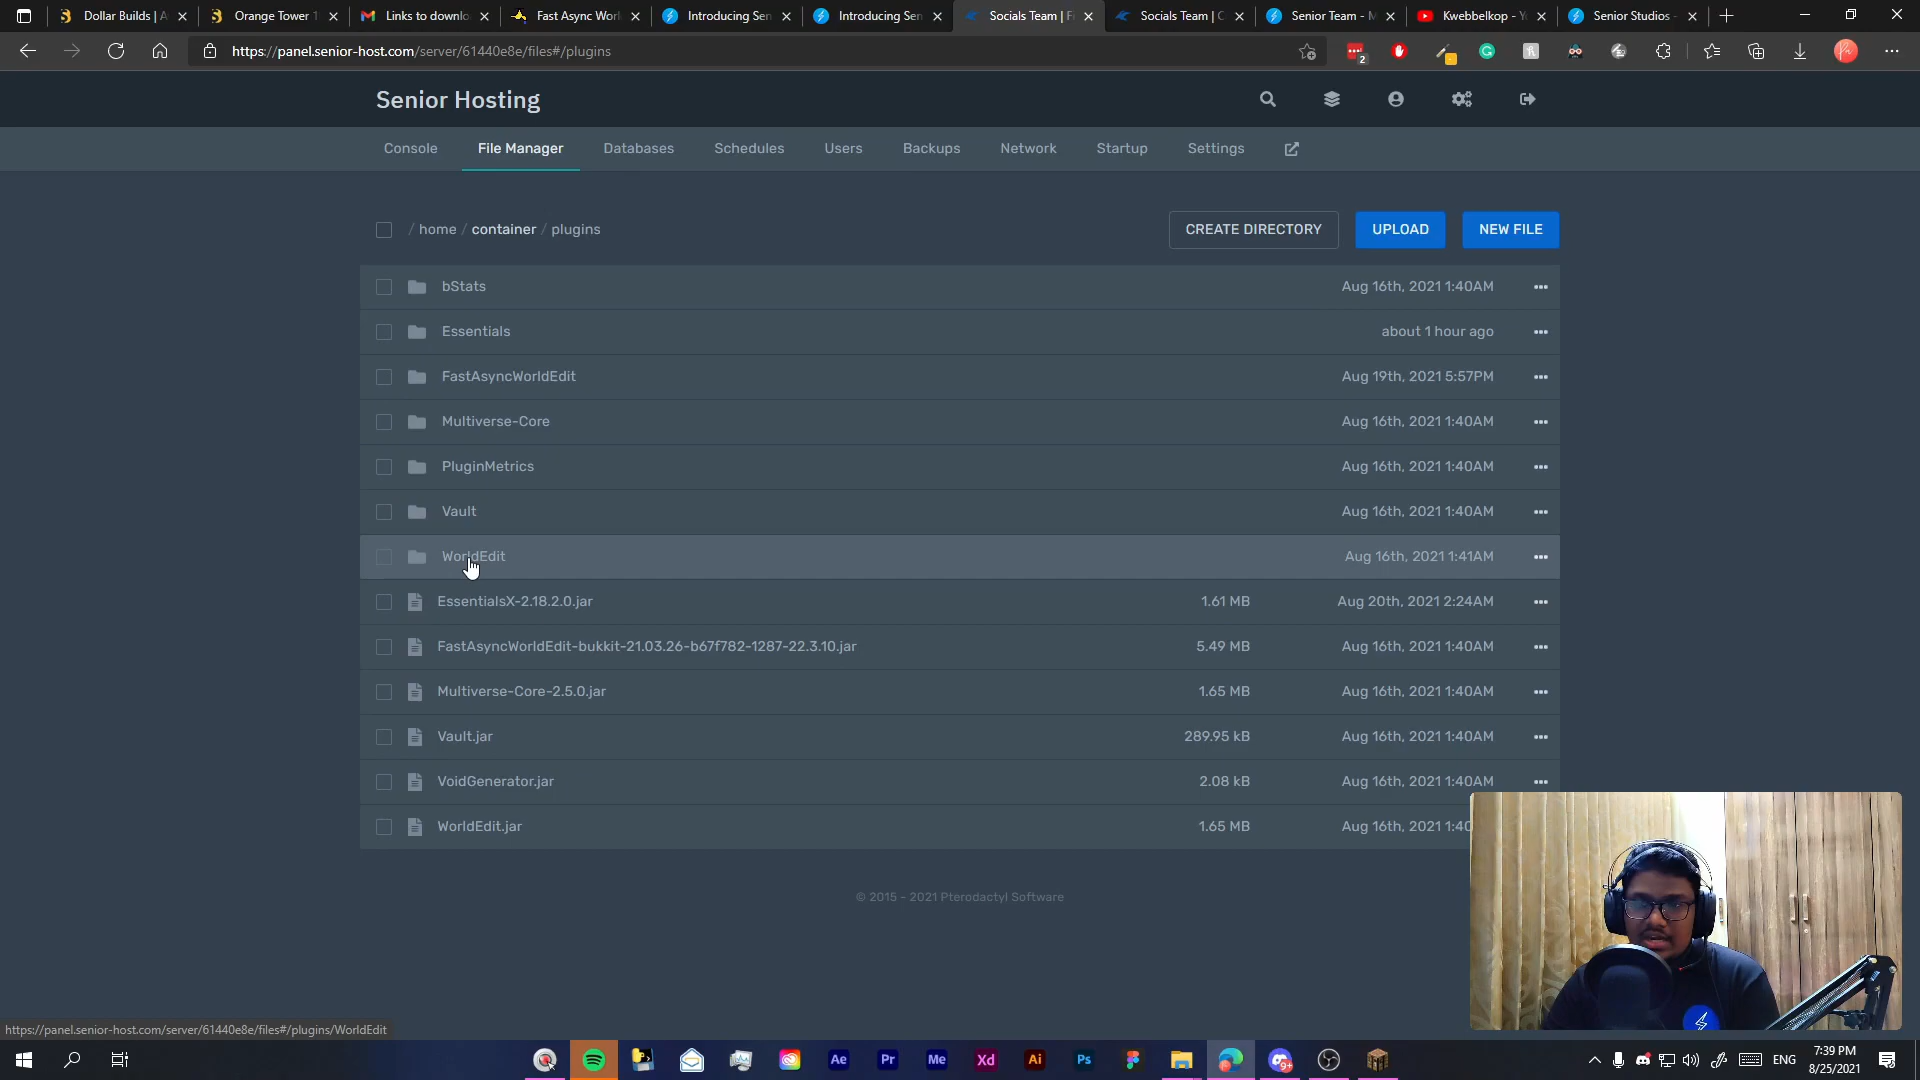 Dollar Builds | A
Orange Tower 1
Links to downlo
Fast Async Worl
Introducing Sen
Introducing Sen
Socials Team | F
Socials Team | C
Senior Team - M
Kwebbelkop - Y
Senior Studios -
https://panel.senior-host.com/server/61440e8e/files#/plugins
2
Senior Hosting
Console File Manager Databases Schedules Users Backups Network Startup Settings
/ home / container / plugins
CREATE DIRECTORY UPLOAD NEW FILE
bStats Aug 16th, 2021 1:40AM
Essentials about 1 hour ago
FastAsyncWorldEdit Aug 19th, 2021 5:57PM
Multiverse-Core Aug 16th, 2021 1:40AM
PluginMetrics Aug 16th, 2021 1:40AM
Vault Aug 16th, 2021 1:40AM
WorldEdit Aug 16th, 2021 1:41AM
EssentialsX-2.18.2.0.jar 1.61 MB Aug 20th, 2021 2:24AM
FastAsyncWorldEdit-bukkit-21.03.26-b67f782-1287-22.3.10.jar 5.49 MB Aug 16th, 2021 1:40AM
Multiverse-Core-2.5.0.jar 1.65 MB Aug 16th, 2021 1:40AM
Vault.jar 289.95 kB Aug 16th, 2021 1:40AM
VoidGenerator.jar 2.08 kB Aug 16th, 2021 1:40AM
WorldEdit.jar 1.65 MB Aug 16th, 2021 1:40
© 2015 - 2021 Pterodactyl Software
https://panel.senior-host.com/server/61440e8e/files#/plugins/WorldEdit
Ae Pr Me Xd Ai Ps
9+
ENG
7:39 PM
8/25/2021